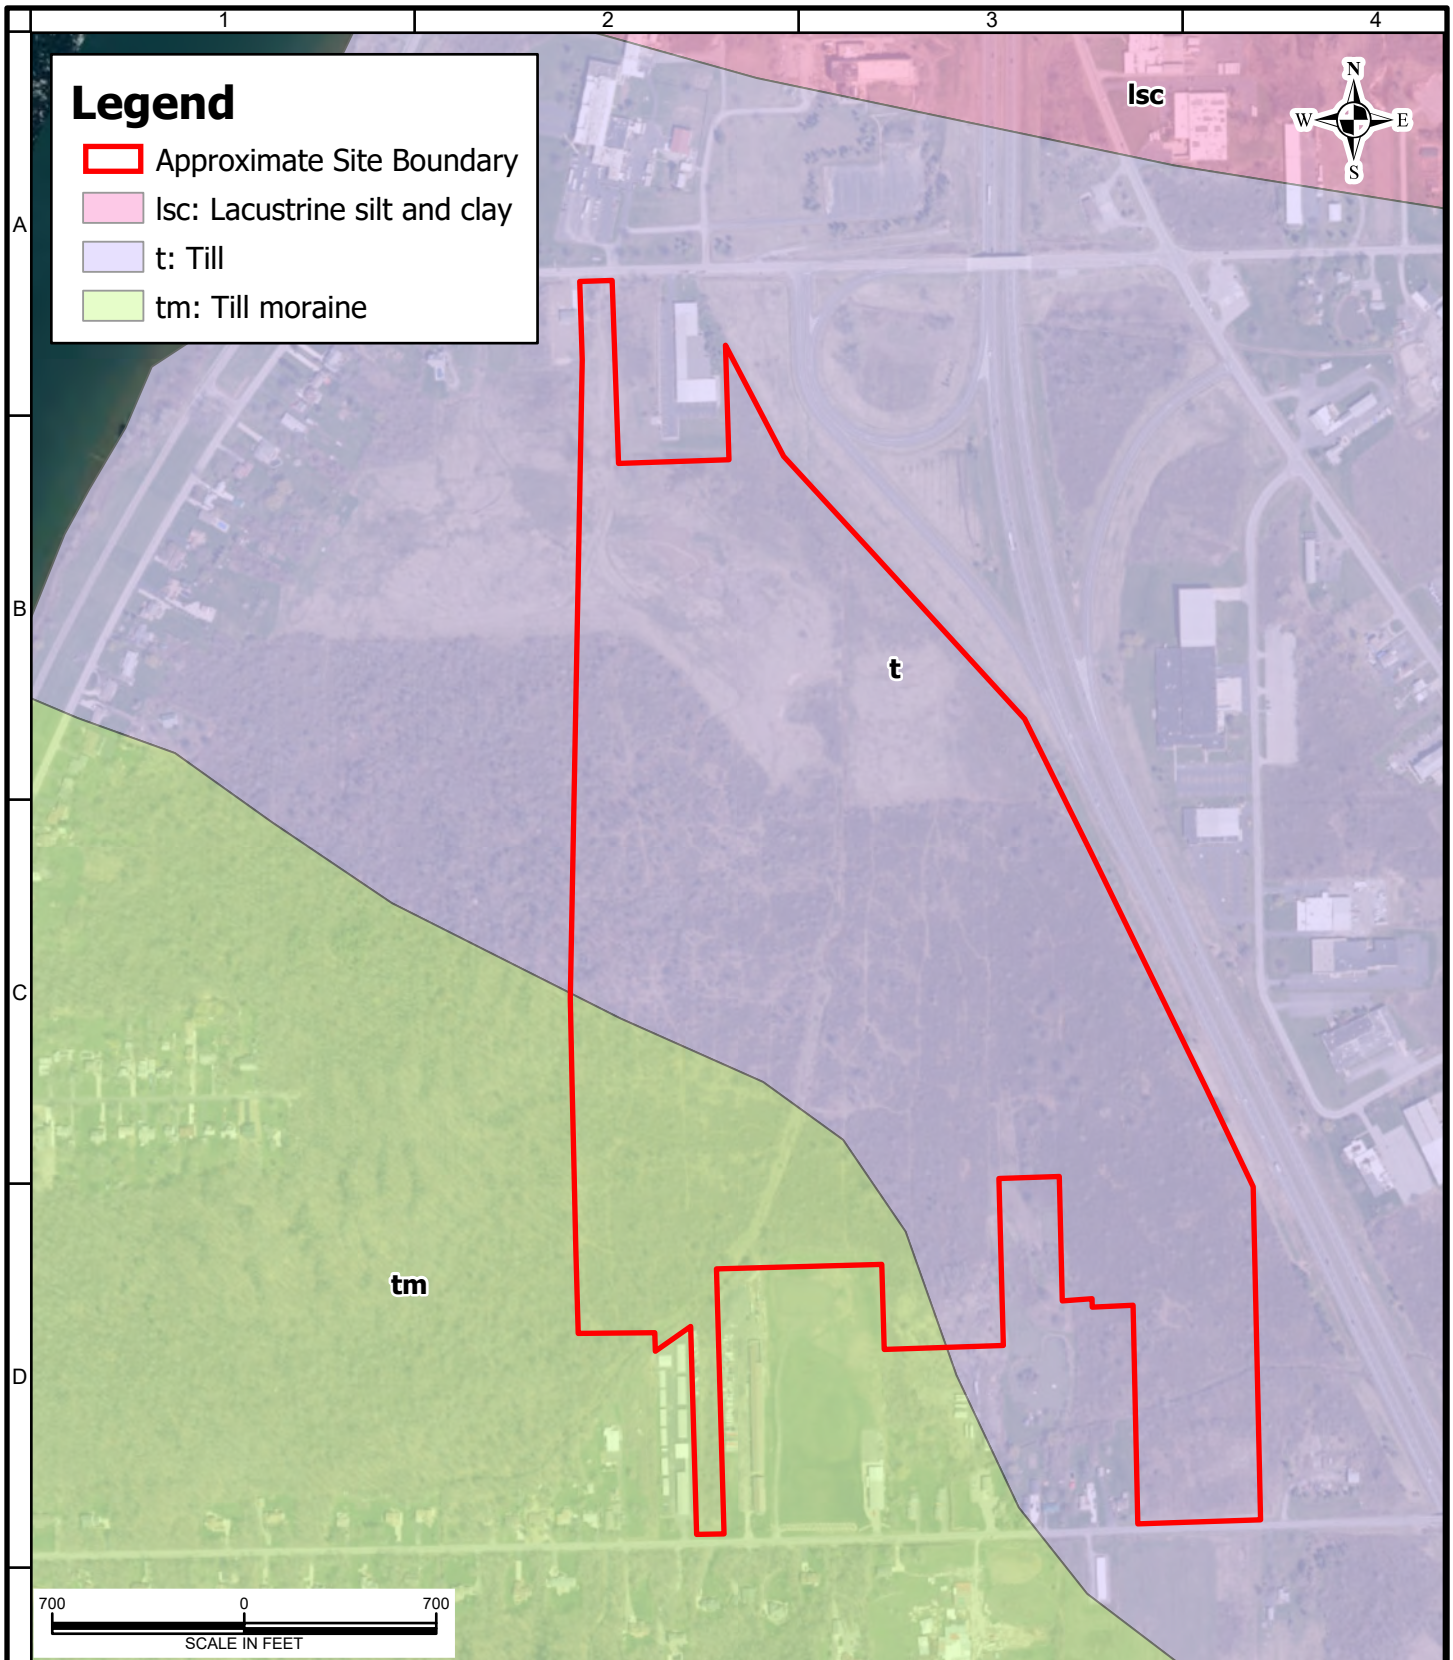 1 2 3 4
A
B
C
D
Legend
Approximate Site Boundary
lsc: Lacustrine silt and clay
t: Till
tm: Till moraine
lsc
N
W E
S
t
tm
700 0 700
SCALE IN FEET